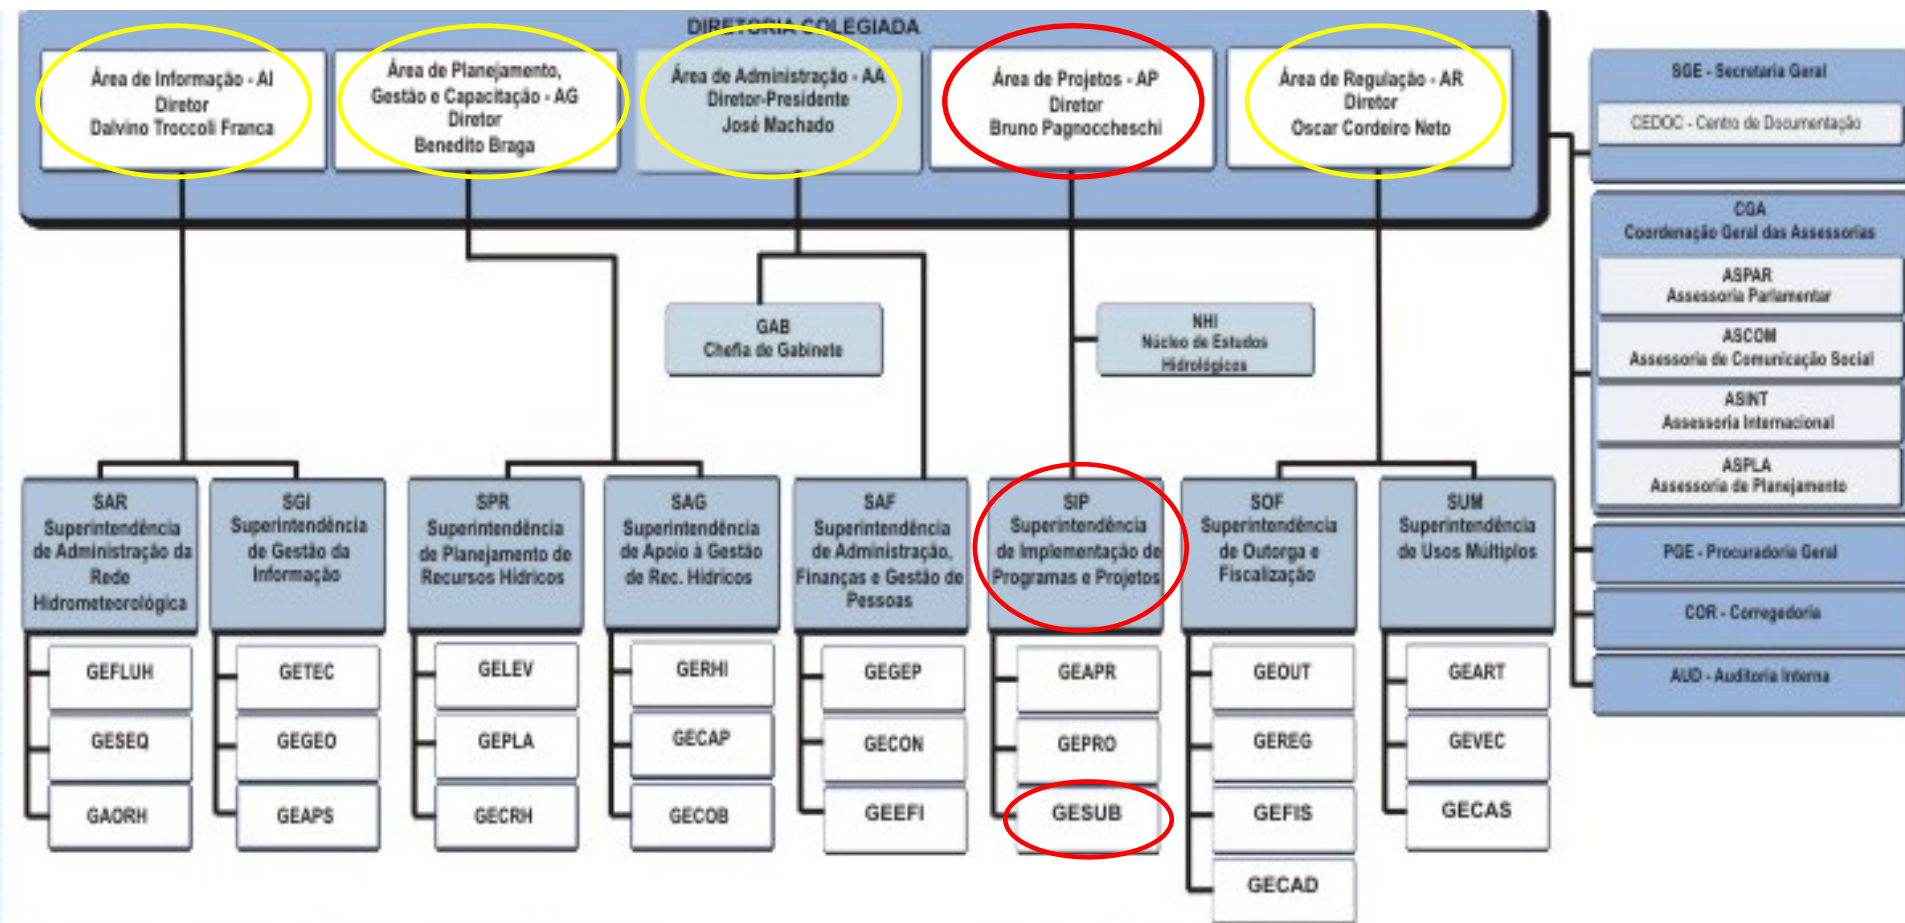 DIRETORIA COLEGIADA
Área de Informação - AI
Diretor
Dalvino Troccoli Franca
Área de Planejamento,
Gestão e Capacitação - AG
Diretor
Benedito Braga
Área de Administração - AA
Diretor-Presidente
José Machado
Área de Projetos - AP
Diretor
Bruno Pagnoccheschi
Área de Regulação - AR
Diretor
Oscar Cordeiro Neto
SGE - Secretaria Geral
CEDOC - Centro de Documentação
CGA
Coordenação Geral das Assessorias
ASPAR
Assessoria Parlamentar
ASCOM
Assessoria de Comunicação Social
ASINT
Assessoria Internacional
ASPLA
Assessoria de Planejamento
PGE - Procuradoria Geral
COR - Corregedoria
AUD - Auditoria Interna
GAB
Chefia de Gabinete
NHI
Núcleo de Estudos
Hidrológicos
SAR
Superintendência
de Administração da
Rede
Hidrometeorológica
GEFLUH
GESEQ
GAORH
SGI
Superintendência
de Gestão da
Informação
GETEC
GEGEO
GEAPS
SPR
Superintendência
de Planejamento de
Recursos Hídricos
GELEV
GEPLA
GECRH
SAG
Superintendência
de Apoio à Gestão
de Rec. Hídricos
GERHI
GECAP
GECOB
SAF
Superintendência
de Administração,
Finanças e Gestão de
Pessoas
GEGEP
GECON
GEEFI
SIP
Superintendência
de Implementação de
Programas e Projetos
GEAPR
GEPRO
GESUB
SOF
Superintendência
de Outorga e
Fiscalização
GEOUT
GEREG
GEFIS
GECAD
SUM
Superintendência
de Usos Múltiplos
GEART
GEVEC
GECAS